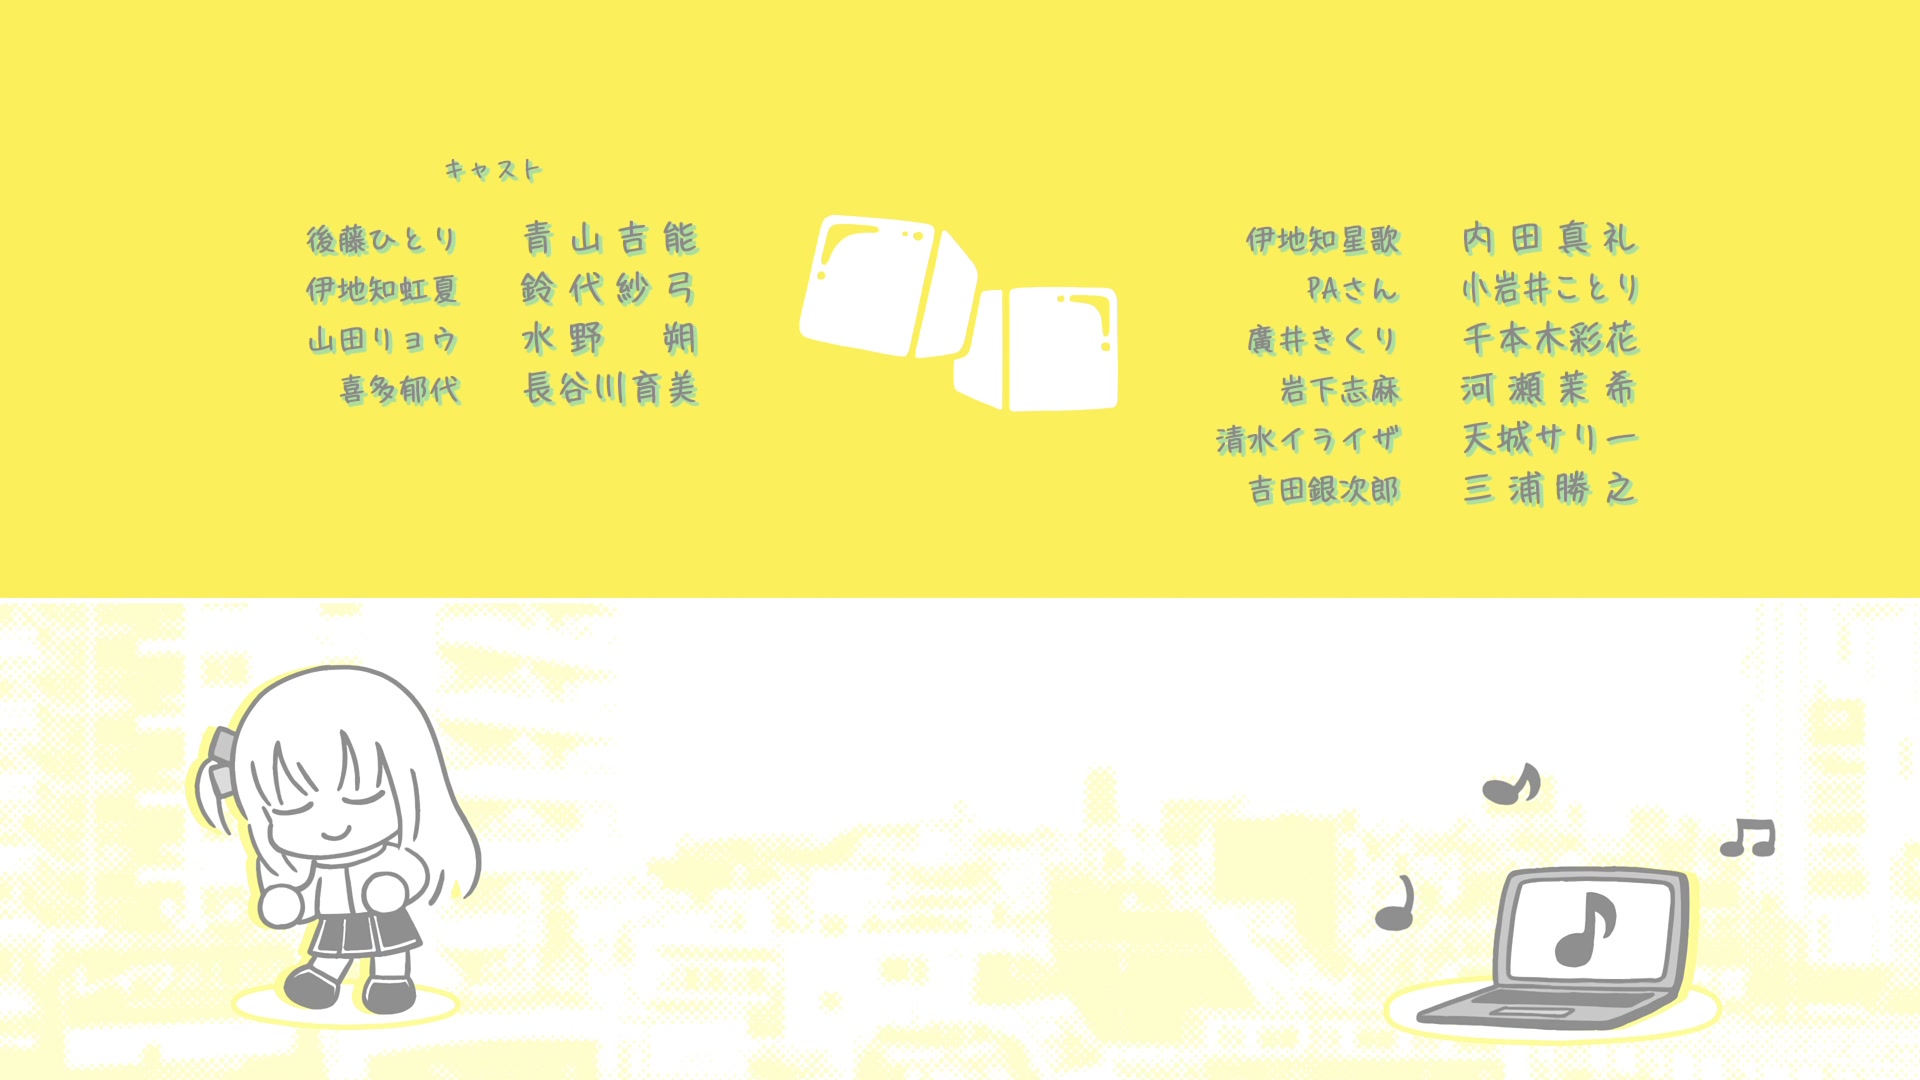 キャスト
後藤ひとり 青山吉能
伊地知虹夏 鈴代紗弓
山田リョウ 水野 朔
喜多郁代 長谷川育美
伊地知星歌 内田真礼
PAさん 小岩井ことり
廣井きくり 千本木彩花
岩下志麻 河瀬茉希
清水イライザ 天城サリー
吉田銀次郎 三浦勝之